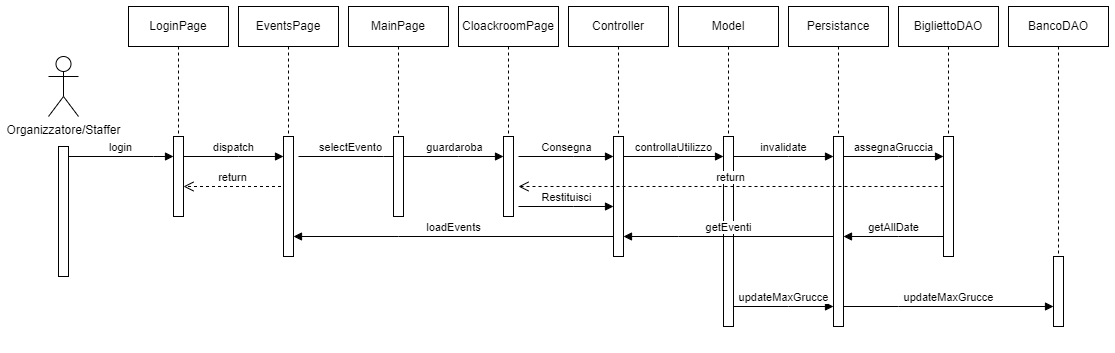 LoginPage
EventsPage
MainPage
CloackroomPage
Controller
Model
Persistance
BigliettoDAO
BancoDAO
Organizzatore/Staffer
login
dispatch
selectEvento
guardaroba
Consegna
controllaUtilizzo
invalidate
assegnaGruccia
return
return
Restituisci
loadEvents
getEventi
getAllDate
updateMaxGrucce
updateMaxGrucce